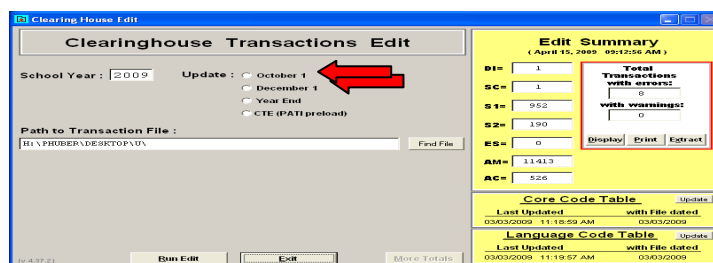 Clearing House Edit
Clearinghouse Transactions Edit
School Year : 2009 Update : October 1
December 1
Year End
CTE (PATI preload)
Path to Transaction File :
H:\PHUBER\DESKTOP\U\ Find File
(v 4.37.2) Run Edit Exit More Totals
Edit Summary
( April 15, 2009 09:12:56 AM )
DI= 1
SC= 1
S1= 952
S2= 190
ES= 0
AM= 11413
AC= 526
Total
Transactions
with errors:
8
with warnings:
0
Display Print Extract
Core Code Table Update
Last Updated with File dated
03/03/2009 11:18:59 AM 03/03/2009
Language Code Table Update
Last Updated with File dated
03/03/2009 11:19:57 AM 03/03/2009